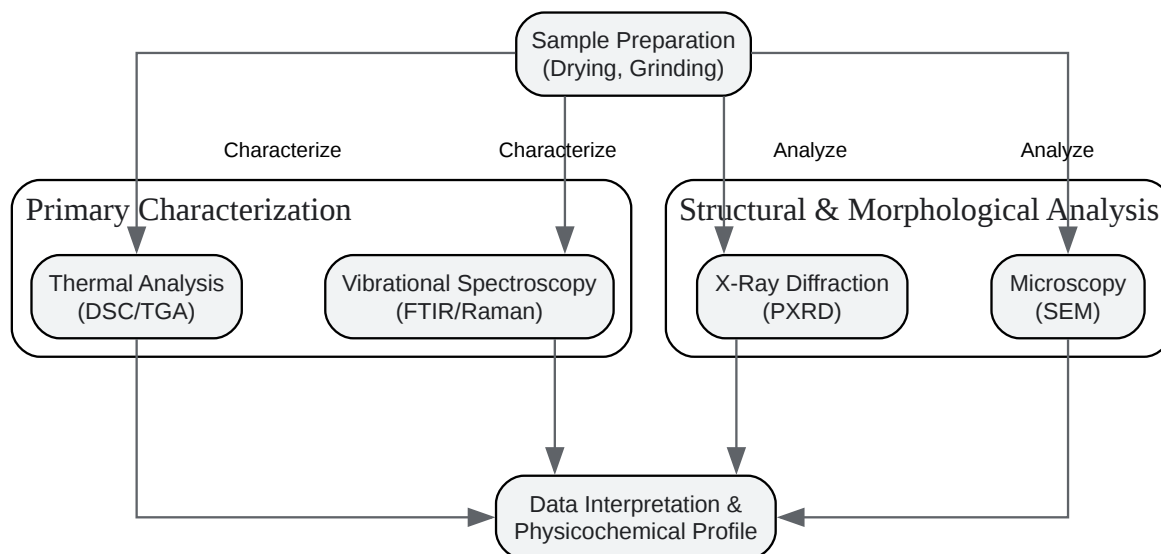 Sample Preparation
(Drying, Grinding)
Characterize
Characterize
Analyze
Analyze
Primary Characterization
Structural & Morphological Analysis
Thermal Analysis
(DSC/TGA)
Vibrational Spectroscopy
(FTIR/Raman)
X-Ray Diffraction
(PXRD)
Microscopy
(SEM)
Data Interpretation &
Physicochemical Profile